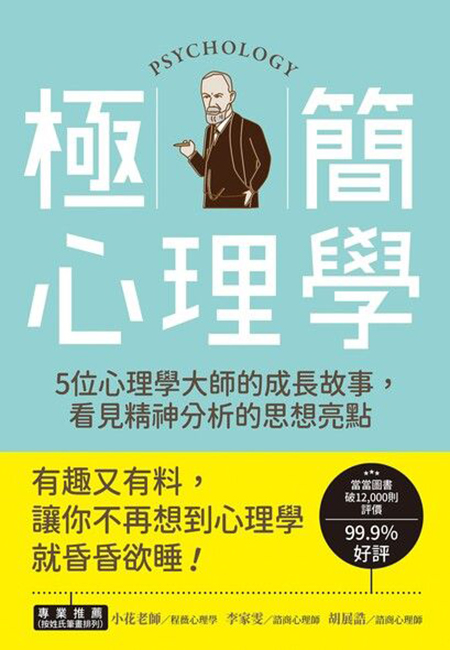 PSYCHOLOGY
極簡
心理學
5位心理學大師的成長故事，
看見精神分析的思想亮點
有趣又有料，
讓你不再想到心理學
就昏昏欲睡！
★★★
當當圖書
破12,000則
評價
99.9%
好評
專業推薦
(按姓氏筆畫排列)
小花老師／程薇心理學 李家雯／諮商心理師 胡展誥／諮商心理師